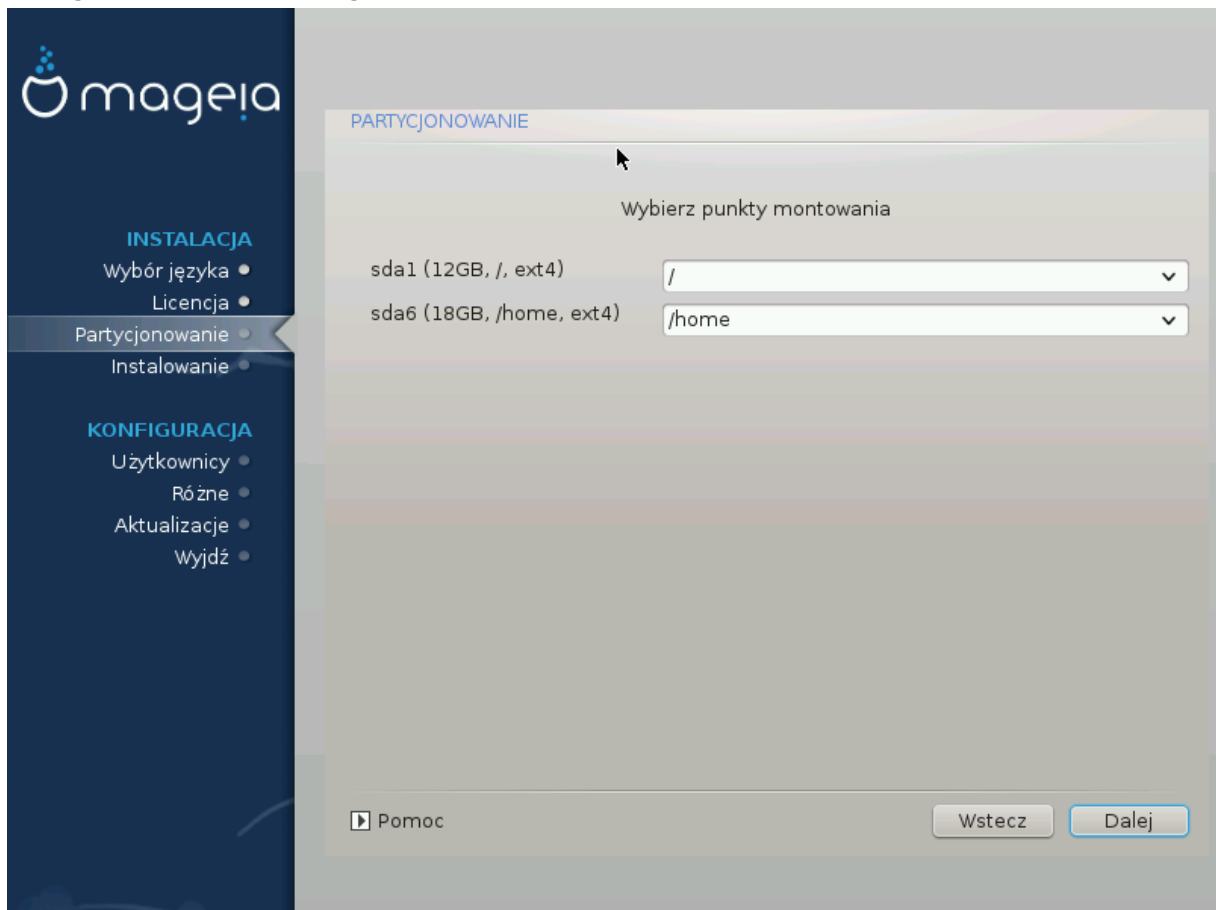 mageia
PARTYCJONOWANIE
Wybierz punkty montowania
INSTALACJA
Wybór języka
Licencja
Partycjonowanie
Instalowanie
KONFIGURACJA
Użytkownicy
Różne
Aktualizacje
Wyjdź
sda1 (12GB, /, ext4)
/
sda6 (18GB, /home, ext4)
/home
Pomoc
Wstecz
Dalej